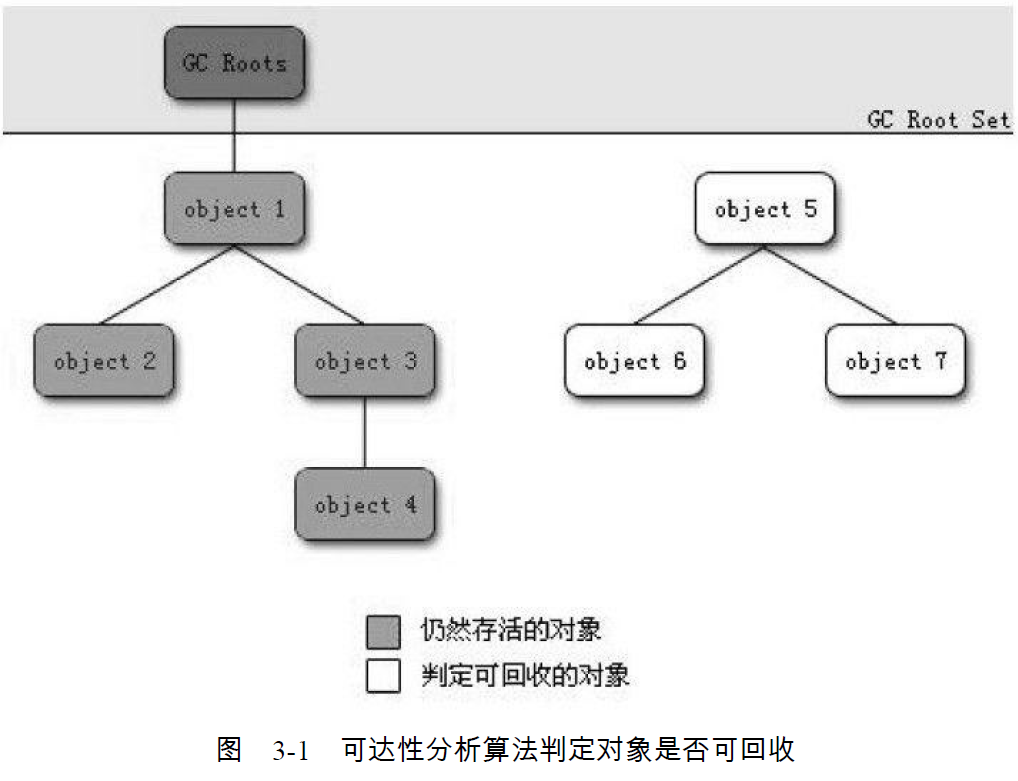 GC Roots
GC Root Set
object 1
object 5
object 2
object 3
object 6
object 7
object 4
仍然存活的对象
判定可回收的对象
图 3-1 可达性分析算法判定对象是否可回收